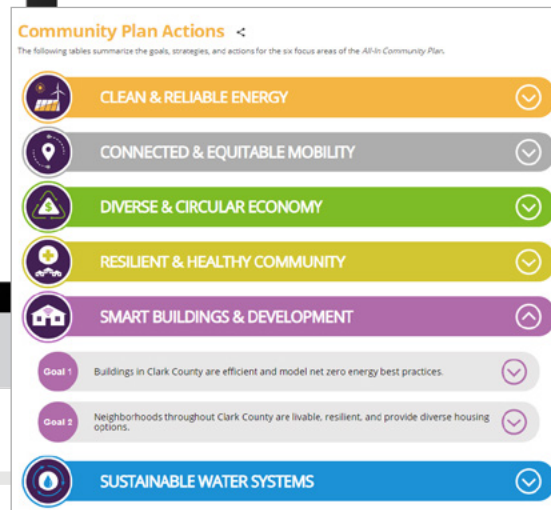 Community Plan Actions
The following tables summarize the goals, strategies, and actions for the six focus areas of the All-In Community Plan.
CLEAN & RELIABLE ENERGY
CONNECTED & EQUITABLE MOBILITY
DIVERSE & CIRCULAR ECONOMY
RESILIENT & HEALTHY COMMUNITY
SMART BUILDINGS & DEVELOPMENT
Goal 1
Buildings in Clark County are efficient and model net zero energy best practices.
Goal 2
Neighborhoods throughout Clark County are livable, resilient, and provide diverse housing
options.
SUSTAINABLE WATER SYSTEMS